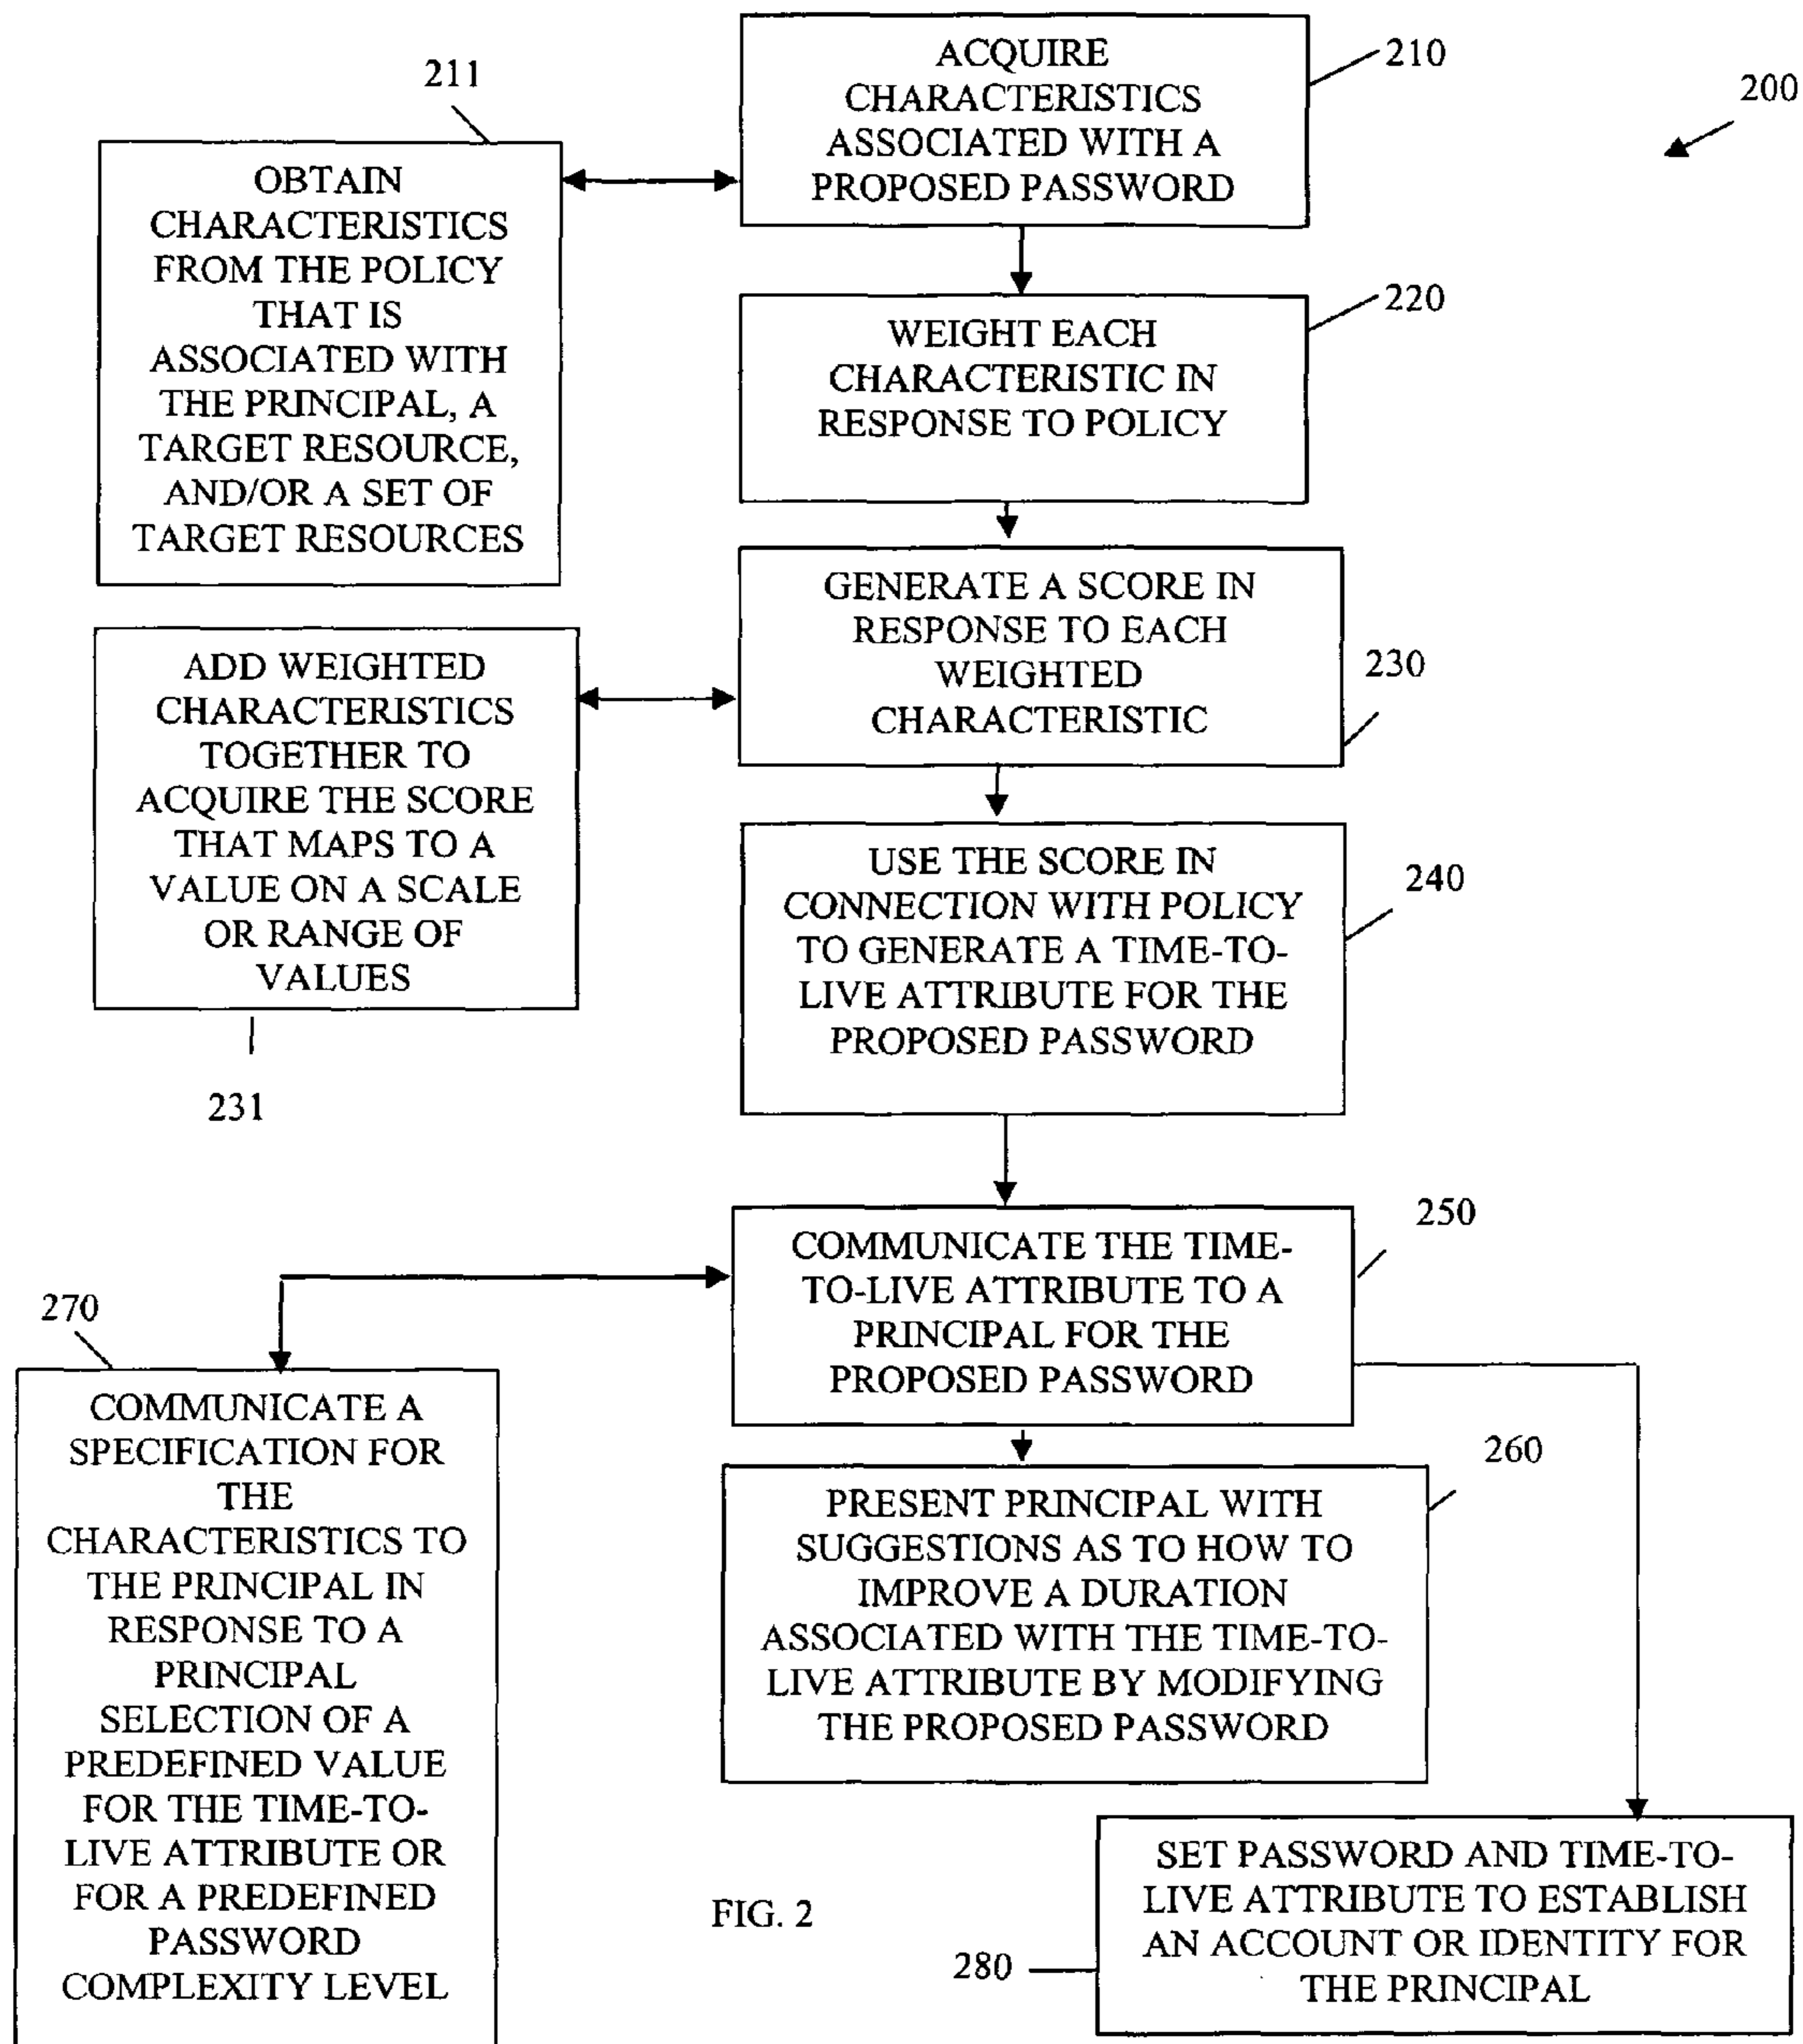 ACQUIRE
CHARACTERISTICS
ASSOCIATED WITH A
PROPOSED PASSWORD
210
200
211
OBTAIN
CHARACTERISTICS
FROM THE POLICY
THAT IS
ASSOCIATED WITH
THE PRINCIPAL, A
TARGET RESOURCE,
AND/OR A SET OF
TARGET RESOURCES
WEIGHT EACH
CHARACTERISTIC IN
RESPONSE TO POLICY
220
GENERATE A SCORE IN
RESPONSE TO EACH
WEIGHTED
CHARACTERISTIC
230
ADD WEIGHTED
CHARACTERISTICS
TOGETHER TO
ACQUIRE THE SCORE
THAT MAPS TO A
VALUE ON A SCALE
OR RANGE OF
VALUES
231
USE THE SCORE IN
CONNECTION WITH POLICY
TO GENERATE A TIME-TO-
LIVE ATTRIBUTE FOR THE
PROPOSED PASSWORD
240
COMMUNICATE THE TIME-
TO-LIVE ATTRIBUTE TO A
PRINCIPAL FOR THE
PROPOSED PASSWORD
250
270
COMMUNICATE A
SPECIFICATION FOR
THE
CHARACTERISTICS TO
THE PRINCIPAL IN
RESPONSE TO A
PRINCIPAL
SELECTION OF A
PREDEFINED VALUE
FOR THE TIME-TO-
LIVE ATTRIBUTE OR
FOR A PREDEFINED
PASSWORD
COMPLEXITY LEVEL
PRESENT PRINCIPAL WITH
SUGGESTIONS AS TO HOW TO
IMPROVE A DURATION
ASSOCIATED WITH THE TIME-TO-
LIVE ATTRIBUTE BY MODIFYING
THE PROPOSED PASSWORD
260
SET PASSWORD AND TIME-TO-
LIVE ATTRIBUTE TO ESTABLISH
AN ACCOUNT OR IDENTITY FOR
THE PRINCIPAL
280
FIG. 2